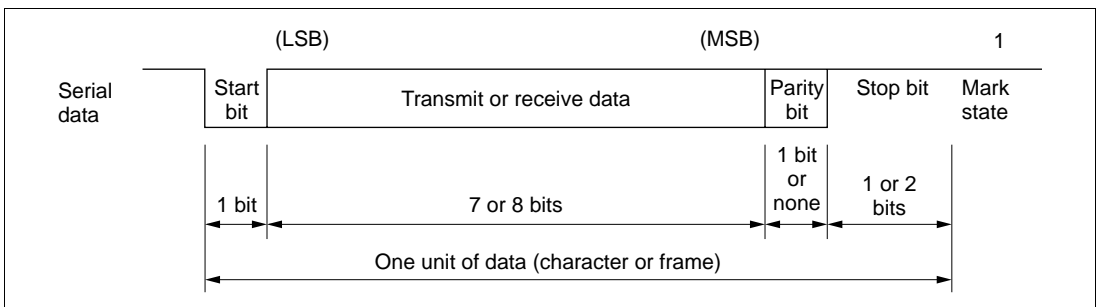 (LSB) (MSB) 1
Serial data
Start bit
Transmit or receive data
Parity bit
Stop bit
Mark state
1 bit
7 or 8 bits
1 bit or none
1 or 2 bits
One unit of data (character or frame)